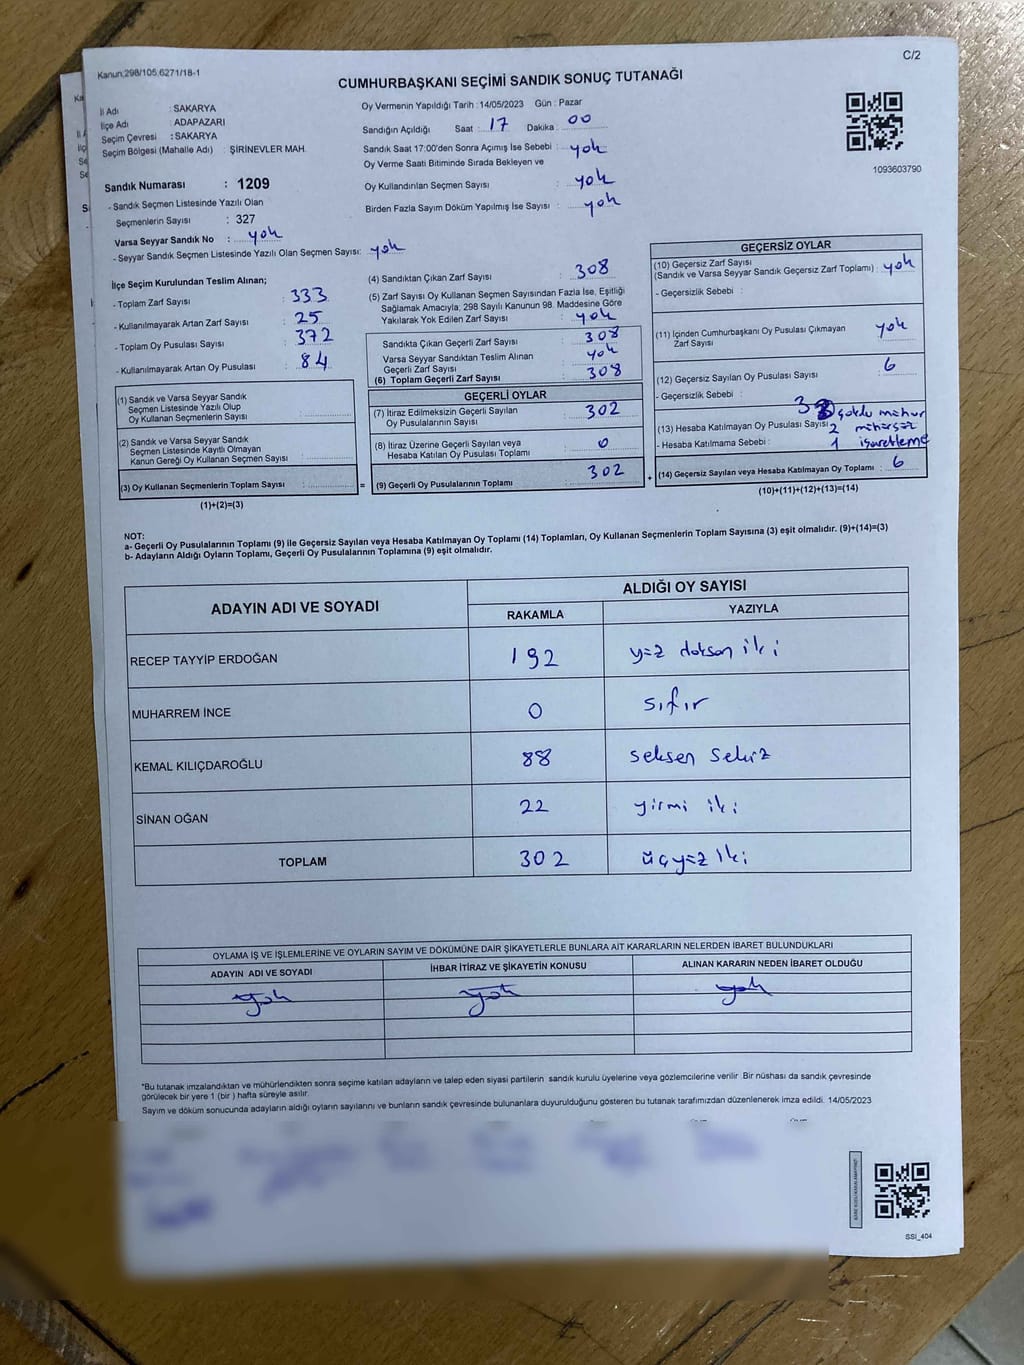 C/2
Kanun,298/105,6271/18-1
CUMHURBAŞKANI SEÇİMİ SANDIK SONUÇ TUTANAĞI
İl Adı : SAKARYA
İlçe Adı : ADAPAZARI
Seçim Çevresi : SAKARYA
Seçim Bölgesi (Mahalle Adı) : ŞİRİNEVLER MAH.
Sandık Numarası : 1209
- Sandık Seçmen Listesinde Yazılı Olan
Seçmenlerin Sayısı : 327
Varsa Seyyar Sandık No : yok
- Seyyar Sandık Seçmen Listesinde Yazılı Olan Seçmen Sayısı: yok
Oy Vermenin Yapıldığı Tarih : 14/05/2023 Gün : Pazar
Sandığın Açıldığı Saat : 17 Dakika : 00
Sandık Saat 17:00'den Sonra Açımış İse Sebebi : yok
Oy Verme Saati Bitiminde Sırada Bekleyen ve
Oy Kullandırılan Seçmen Sayısı : yok
Birden Fazla Sayım Döküm Yapılmış İse Sayısı : yok
1093603790
İlçe Seçim Kurulundan Teslim Alınan;
- Toplam Zarf Sayısı : 333
- Kullanılmayarak Artan Zarf Sayısı : 25
- Toplam Oy Pusulası Sayısı : 372
- Kullanılmayarak Artan Oy Pusulası : 84
(1) Sandık ve Varsa Seyyar Sandık
Seçmen Listesinde Yazılı Olup
Oy Kullanan Seçmenlerin Sayısı :
(2) Sandık ve Varsa Seyyar Sandık
Seçmen Listesinde Kayıtlı Olmayan
Kanun Gereği Oy Kullanan Seçmen Sayısı :
(3) Oy Kullanan Seçmenlerin Toplam Sayısı :
(1)+(2)=(3)
(4) Sandıktan Çıkan Zarf Sayısı : 308
(5) Zarf Sayısı Oy Kullanan Seçmen Sayısından Fazla İse, Eşitliği
Sağlamak Amacıyla, 298 Sayılı Kanunun 98. Maddesine Göre
Yakılarak Yok Edilen Zarf Sayısı : yok
Sandıkta Çıkan Geçerli Zarf Sayısı : 308
Varsa Seyyar Sandıktan Teslim Alınan
Geçerli Zarf Sayısı : yok
(6) Toplam Geçerli Zarf Sayısı : 308
GEÇERLİ OYLAR
(7) İtiraz Edilmeksizin Geçerli Sayılan
Oy Pusulalarının Sayısı : 302
(8) İtiraz Üzerine Geçerli Sayılan veya
Hesaba Katılan Oy Pusulası Toplamı : 0
= (9) Geçerli Oy Pusulalarının Toplamı : 302
+
GEÇERSİZ OYLAR
(10) Geçersiz Zarf Sayısı
(Sandık ve Varsa Seyyar Sandık Geçersiz Zarf Toplamı) : yok
- Geçersizlik Sebebi :
(11) İçinden Cumhurbaşkanı Oy Pusulası Çıkmayan
Zarf Sayısı : yok
(12) Geçersiz Sayılan Oy Pusulası Sayısı : 6
- Geçersizlik Sebebi : 3 çoklu mühür
(13) Hesaba Katılmayan Oy Pusulası Sayısı : 2 mühürsüz
- Hesaba Katılmama Sebebi : 1 işaretleme
(14) Geçersiz Sayılan veya Hesaba Katılmayan Oy Toplamı : 6
(10)+(11)+(12)+(13)=(14)
NOT:
a- Geçerli Oy Pusulalarının Toplamı (9) ile Geçersiz Sayılan veya Hesaba Katılmayan Oy Toplamı (14) Toplamları, Oy Kullanan Seçmenlerin Toplam Sayısına (3) eşit olmalıdır. (9)+(14)=(3)
b- Adayların Aldığı Oyların Toplamı, Geçerli Oy Pusulalarının Toplamına (9) eşit olmalıdır.
ADAYIN ADI VE SOYADI
ALDIĞI OY SAYISI
RAKAMLA YAZIYLA
RECEP TAYYİP ERDOĞAN 192 yüz doksan iki
MUHARREM İNCE 0 sıfır
KEMAL KILIÇDAROĞLU 88 seksen sekiz
SİNAN OĞAN 22 yirmi iki
TOPLAM 302 üçyüz iki
OYLAMA İŞ VE İŞLEMLERİNE VE OYLARIN SAYIM VE DÖKÜMÜNE DAİR ŞİKAYETLERLE BUNLARA AİT KARARLARIN NELERDEN İBARET BULUNDUKLARI
ADAYIN ADI VE SOYADI İHBAR İTİRAZ VE ŞİKAYETİN KONUSU ALINAN KARARIN NEDEN İBARET OLDUĞU
yok yok yok
*Bu tutanak imzalandıktan ve mühürlendikten sonra seçime katılan adayların ve talep eden siyasi partilerin sandık kurulu üyelerine veya gözlemcilerine verilir. Bir nüshası da sandık çevresinde
görülecek bir yere 1 (bir ) hafta süreyle asılır.
Sayım ve döküm sonucunda adayların aldığı oyların sayılarını ve bunların sandık çevresinde bulunanlara duyurulduğunu gösteren bu tutanak tarafımızdan düzenlenerek imza edildi. 14/05/2023
SSI_404